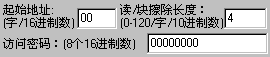 起始地址: 读/块擦除长度:
(字/16进制数) 00 (0-120/字/10进制数) 4
访问密码: (8个16进制数) 00000000